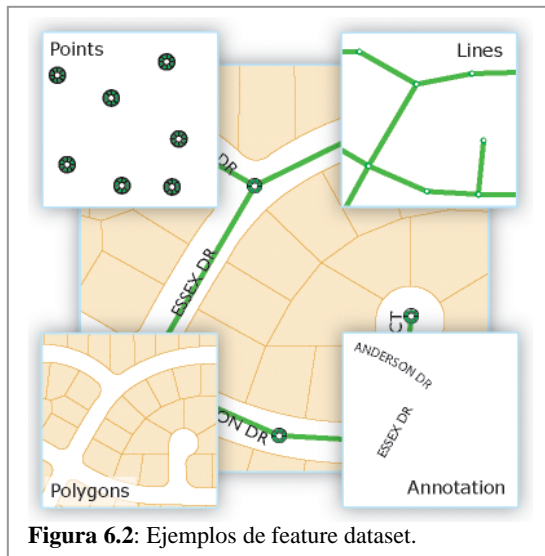 Points
Lines
DR
ESSEX DR
CT
ON DR
Polygons
ANDERSON DR
ESSEX DR
Annotation
Figura 6.2: Ejemplos de feature dataset.